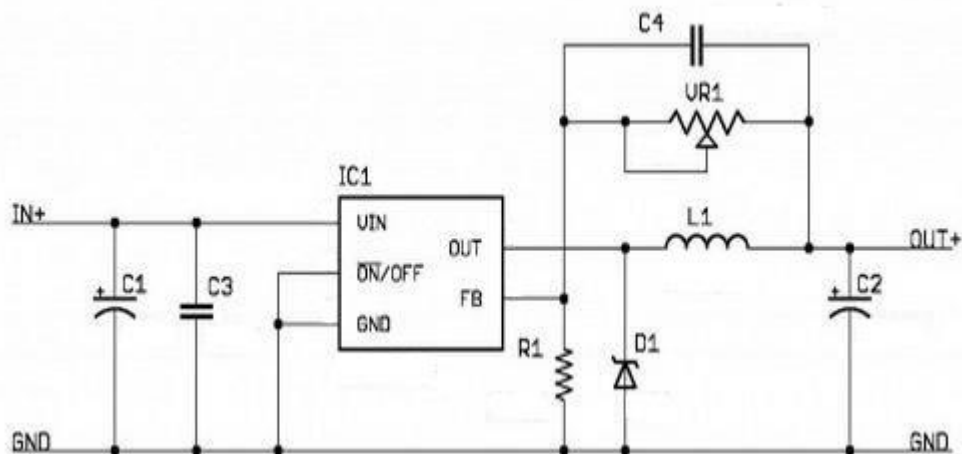 C4
VR1
IC1
IN+
VIN
L1
OUT
OUT+
ON/OFF
C1
C3
FB
C2
GND
R1
D1
GND
GND